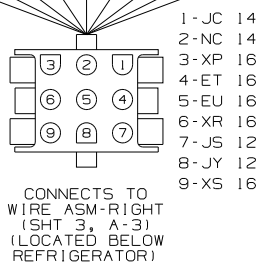 1-JC 14
2-NC 14
3-XP 16
4-ET 16
5-EU 16
6-XR 16
7-JS 12
8-JY 12
9-XS 16
3 2 1
6 5 4
9 8 7
CONNECTS TO
WIRE ASM-RIGHT
(SHT 3, A-3)
(LOCATED BELOW
REFRIGERATOR)